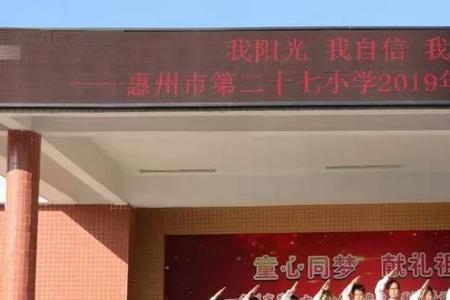 我阳光 我自信 我
——惠州市第二十七小学2019年
童心同梦 献礼祖